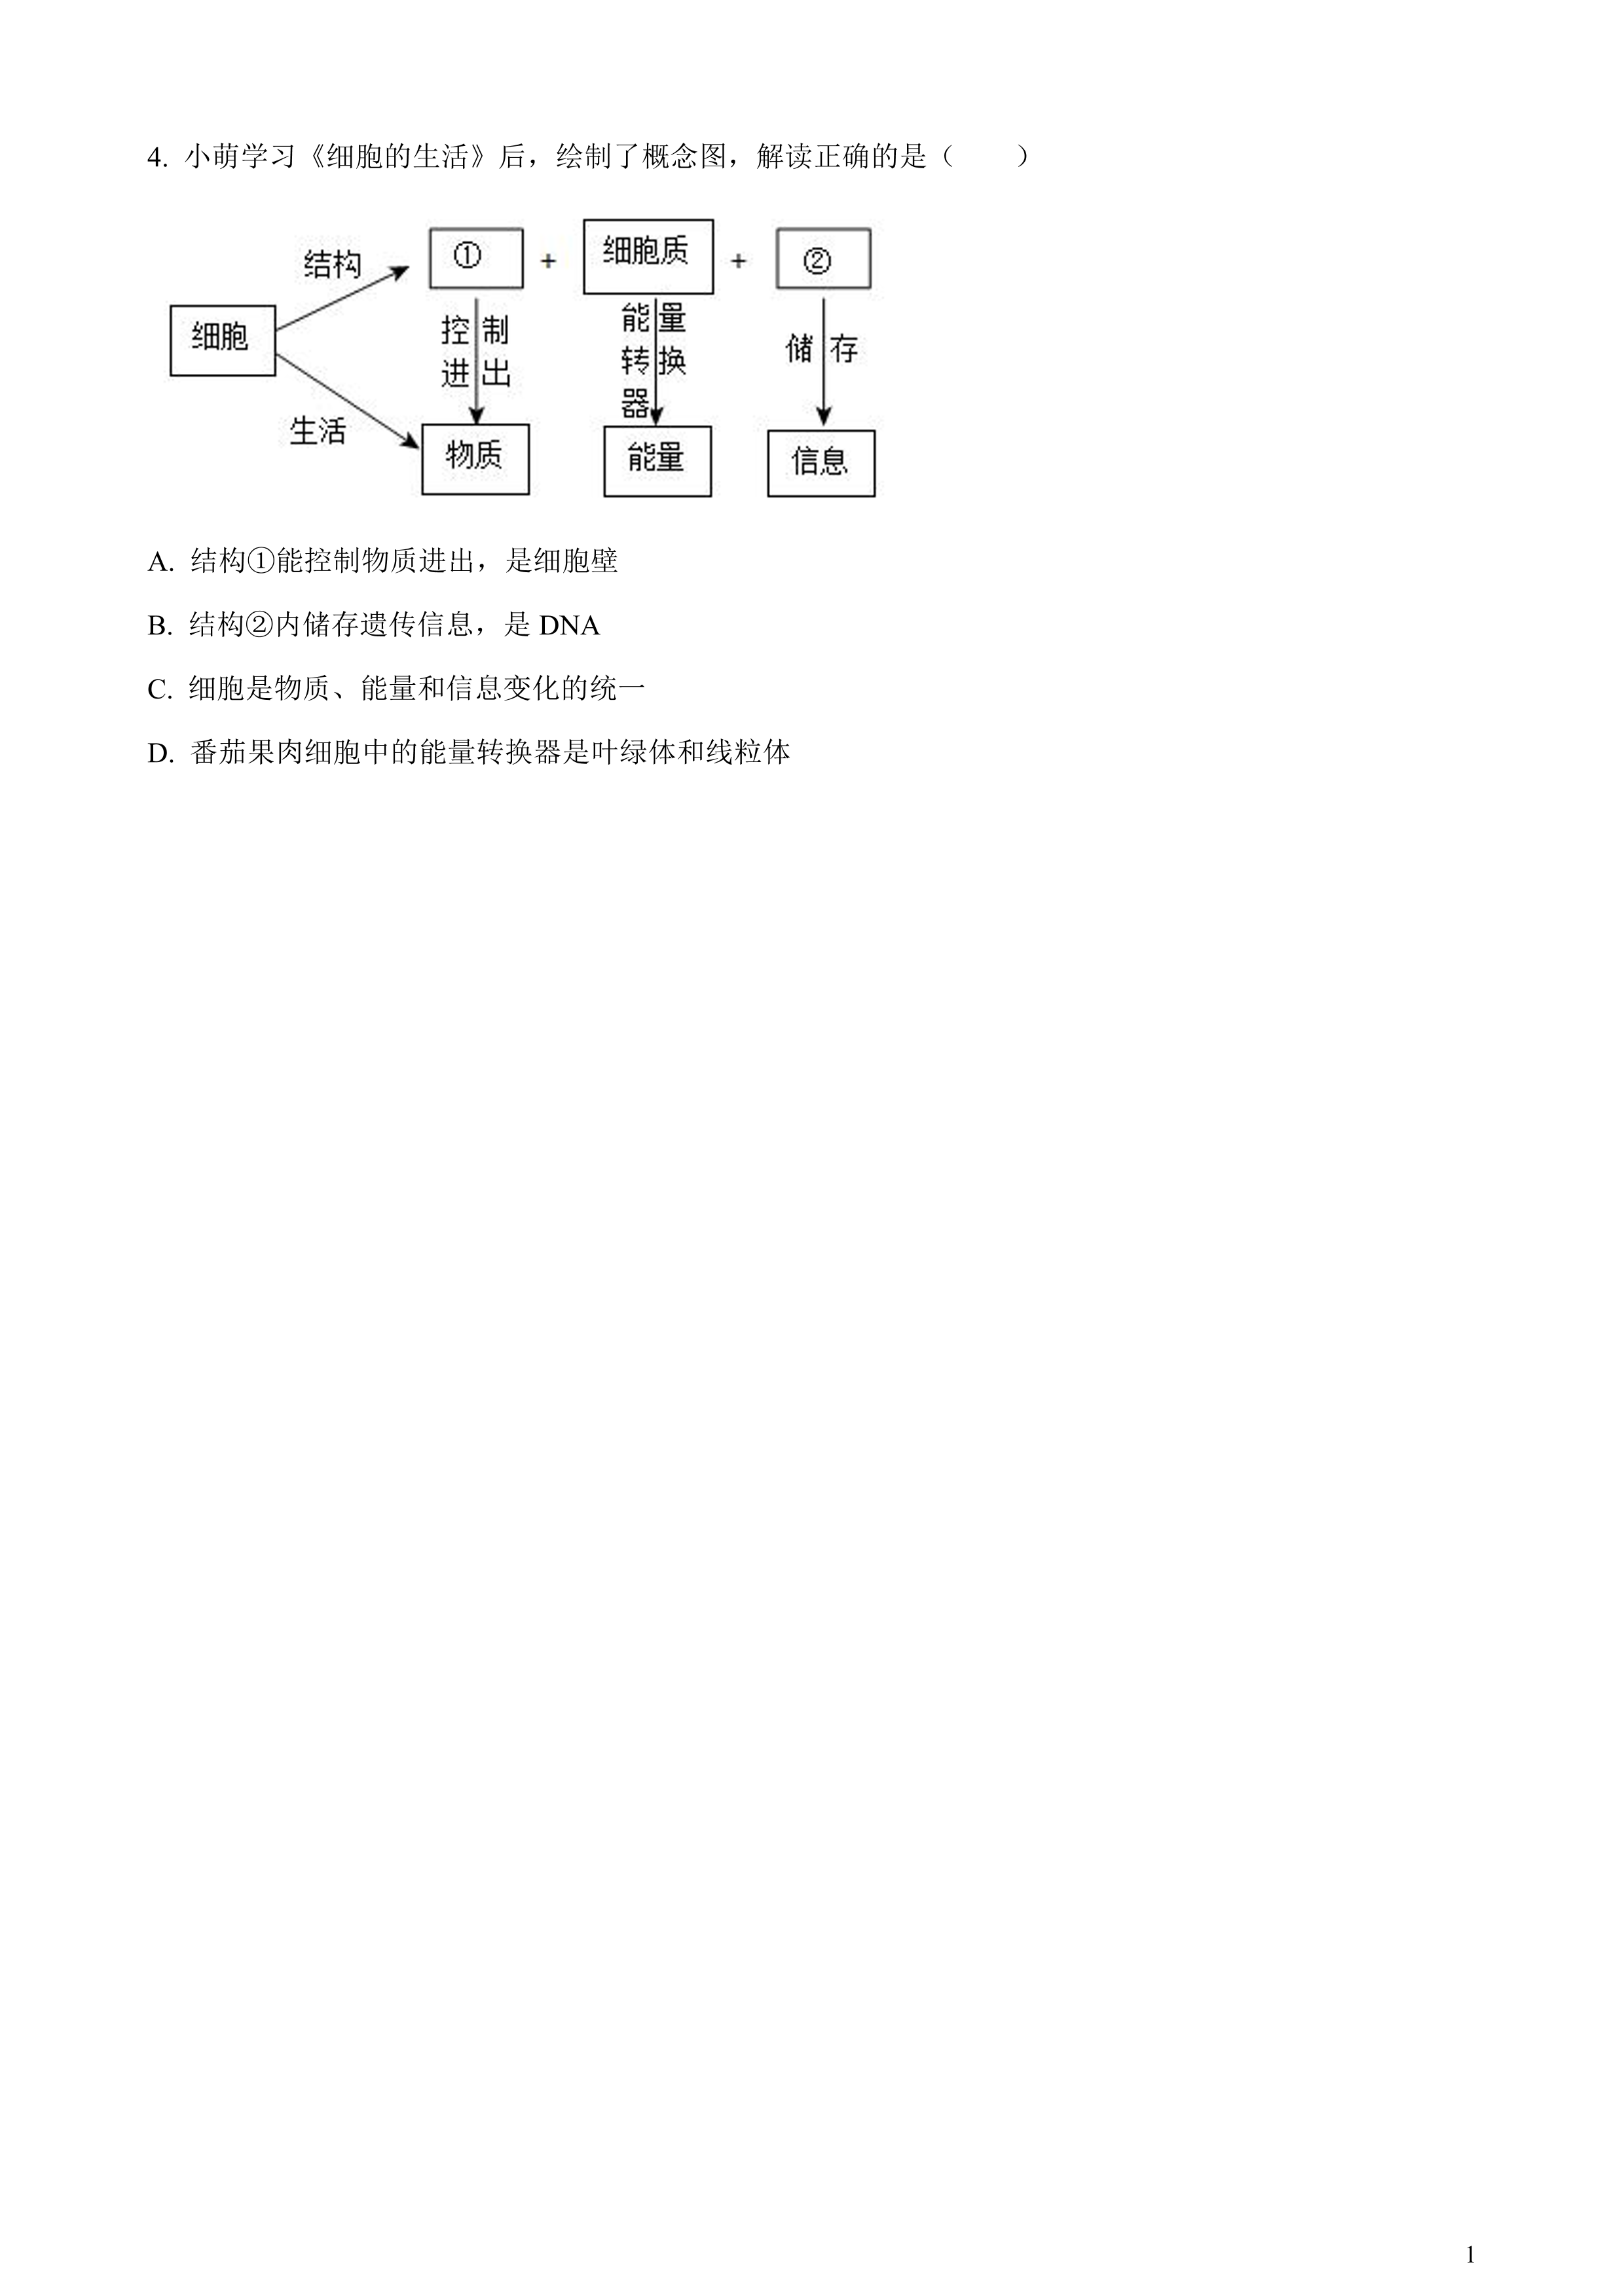 4. 小萌学习《细胞的生活》后，绘制了概念图，解读正确的是（　　）
结构
①
+
细胞质
+
②
细胞
控制
进出
能量
转换
器
储存
生活
物质
能量
信息
A. 结构①能控制物质进出，是细胞壁
B. 结构②内储存遗传信息，是 DNA
C. 细胞是物质、能量和信息变化的统一
D. 番茄果肉细胞中的能量转换器是叶绿体和线粒体
1